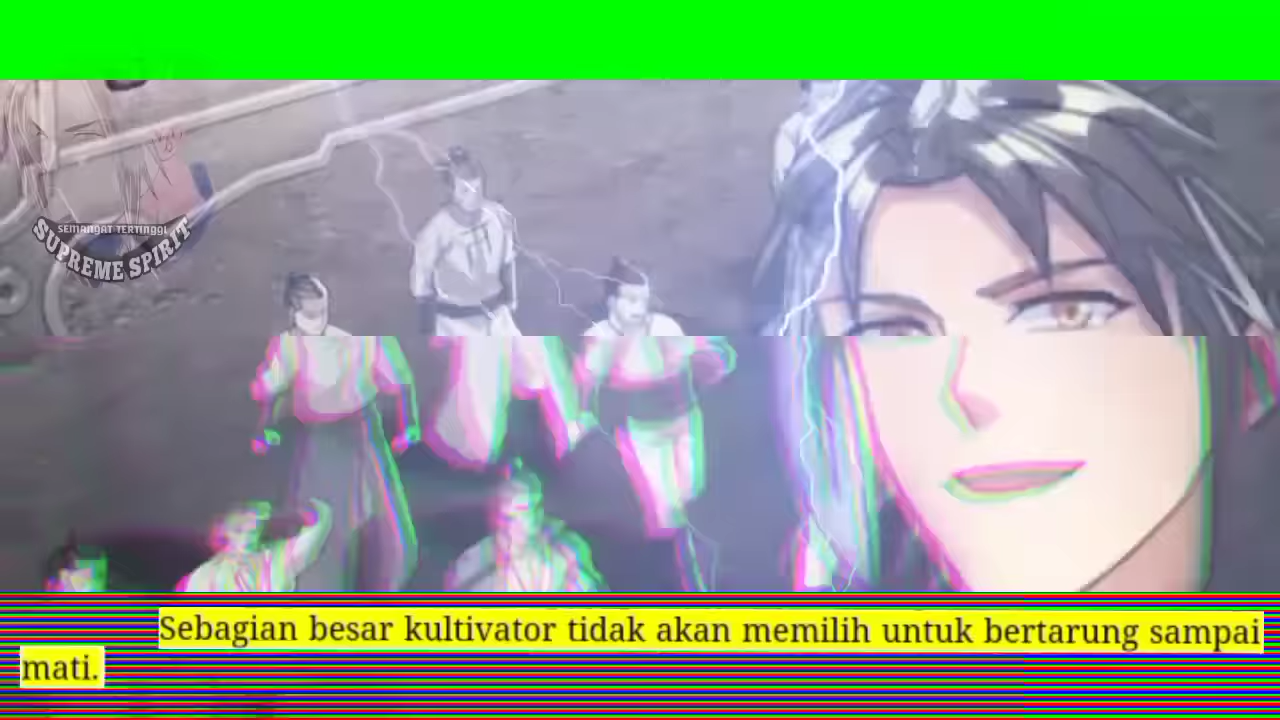 SEMANGAT TERTINGGI
SUPREME SPIRIT
Sebagian besar kultivator tidak akan memilih untuk bertarung sampai
mati.